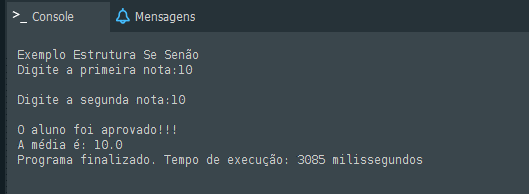 >_ Console Mensagens
Exemplo Estrutura Se Senão
Digite a primeira nota:10
Digite a segunda nota:10
O aluno foi aprovado!!!
A média é: 10.0
Programa finalizado. Tempo de execução: 3085 milissegundos